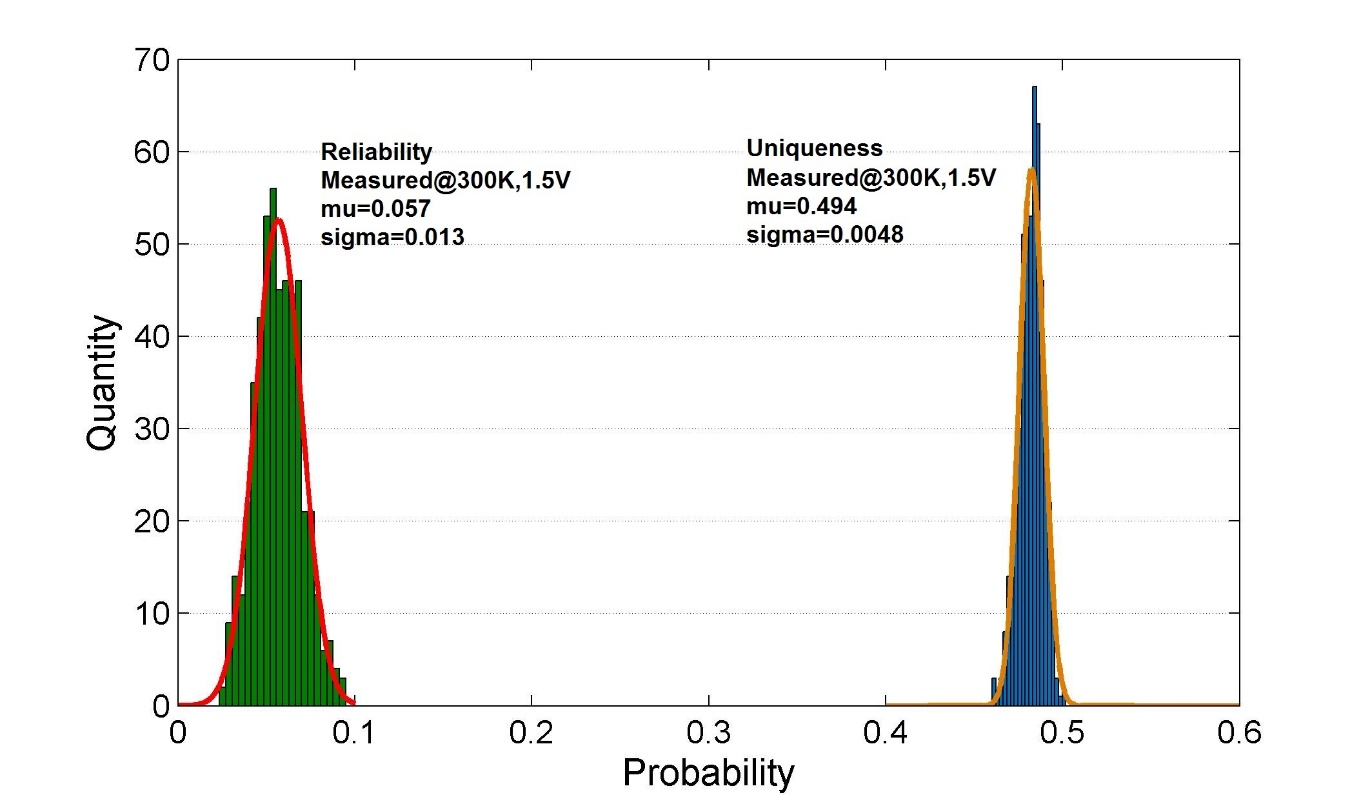 70
60
50
40
30
20
10
0
Quantity
Reliability
Measured@300K,1.5V
mu=0.057
sigma=0.013
Uniqueness
Measured@300K,1.5V
mu=0.494
sigma=0.0048
0 0.1 0.2 0.3 0.4 0.5 0.6
Probability